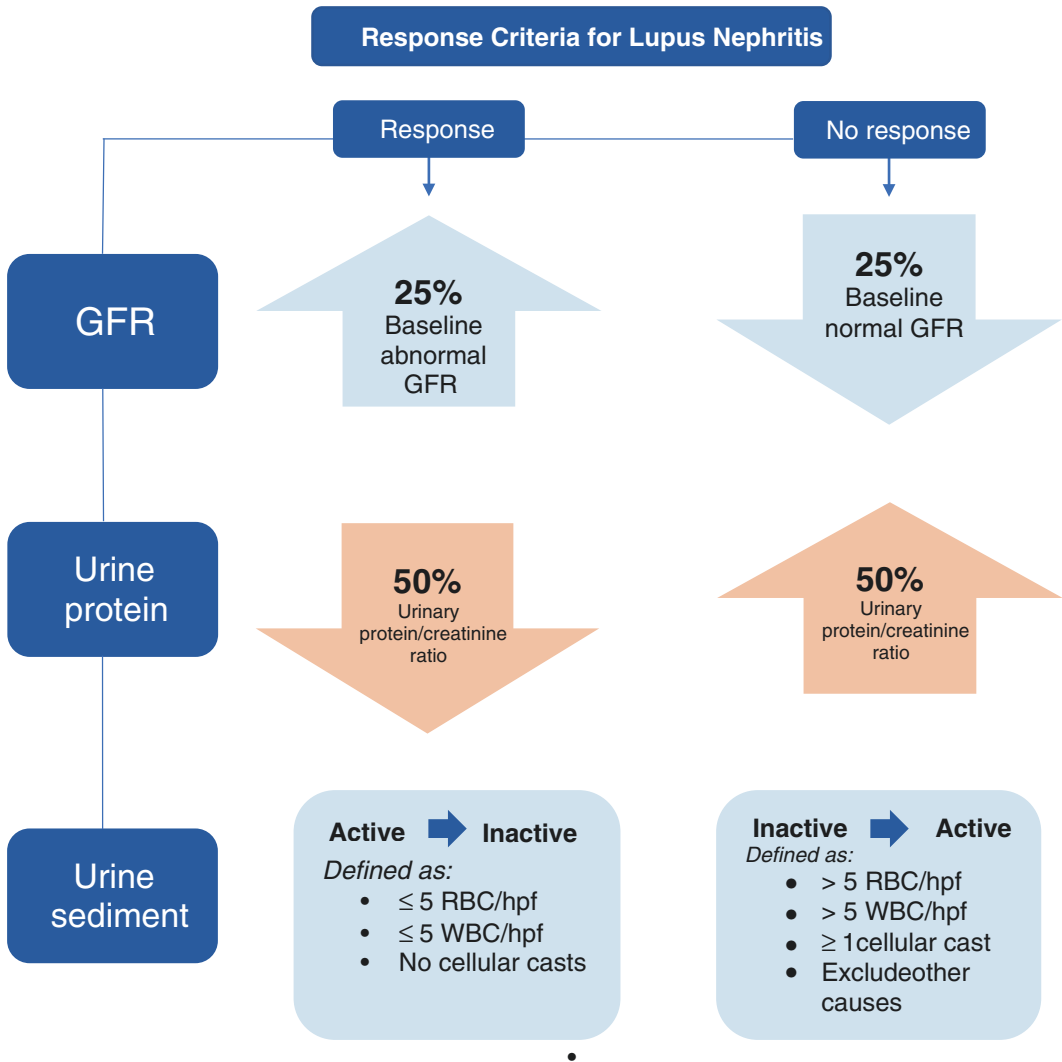 Response Criteria for Lupus Nephritis
Response
No response
GFR
25%
Baseline
abnormal
GFR
25%
Baseline
normal GFR
Urine
protein
50%
Urinary
protein/creatinine
ratio
50%
Urinary
protein/creatinine
ratio
Urine
sediment
Active Inactive
Defined as:
• ≤ 5 RBC/hpf
• ≤ 5 WBC/hpf
• No cellular casts
Inactive Active
Defined as:
• > 5 RBC/hpf
• > 5 WBC/hpf
• ≥ 1cellular cast
• Excludeother
causes
•